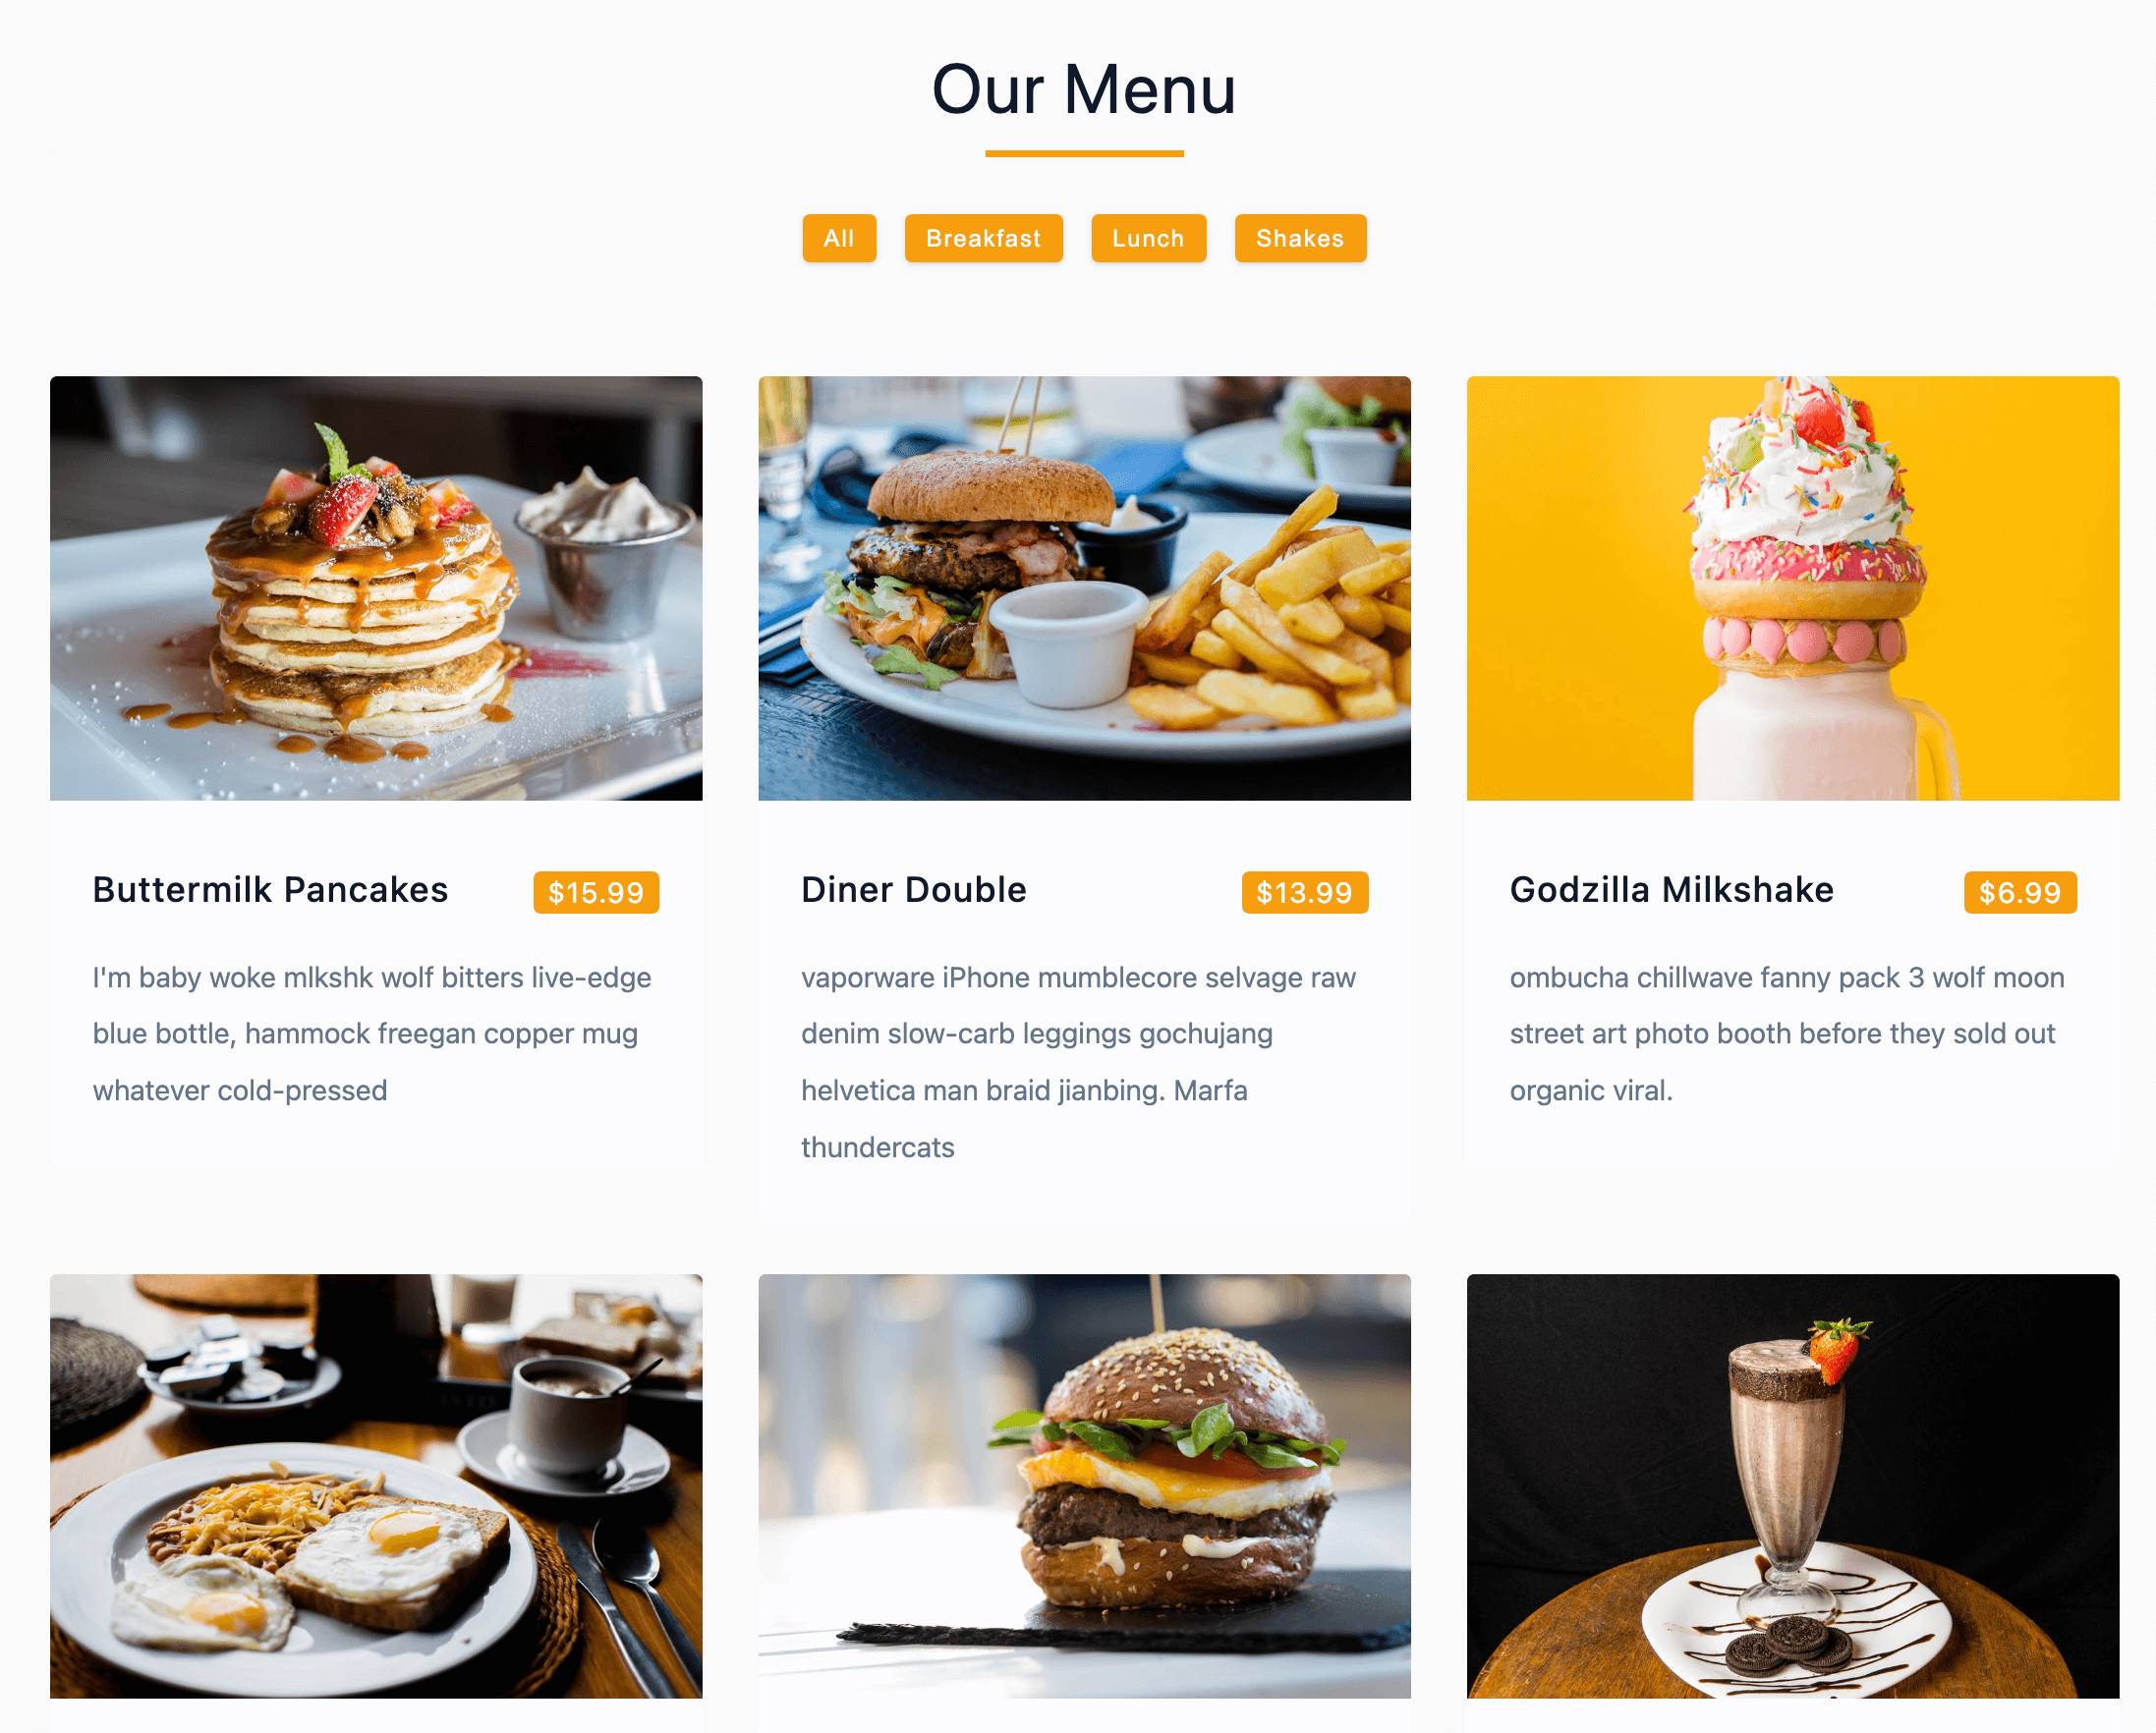 Our Menu
All Breakfast Lunch Shakes
Buttermilk Pancakes $15.99
I'm baby woke mlkshk wolf bitters live-edge
blue bottle, hammock freegan copper mug
whatever cold-pressed
Diner Double $13.99
vaporware iPhone mumblecore selvage raw
denim slow-carb leggings gochujang
helvetica man braid jianbing. Marfa
thundercats
Godzilla Milkshake $6.99
ombucha chillwave fanny pack 3 wolf moon
street art photo booth before they sold out
organic viral.